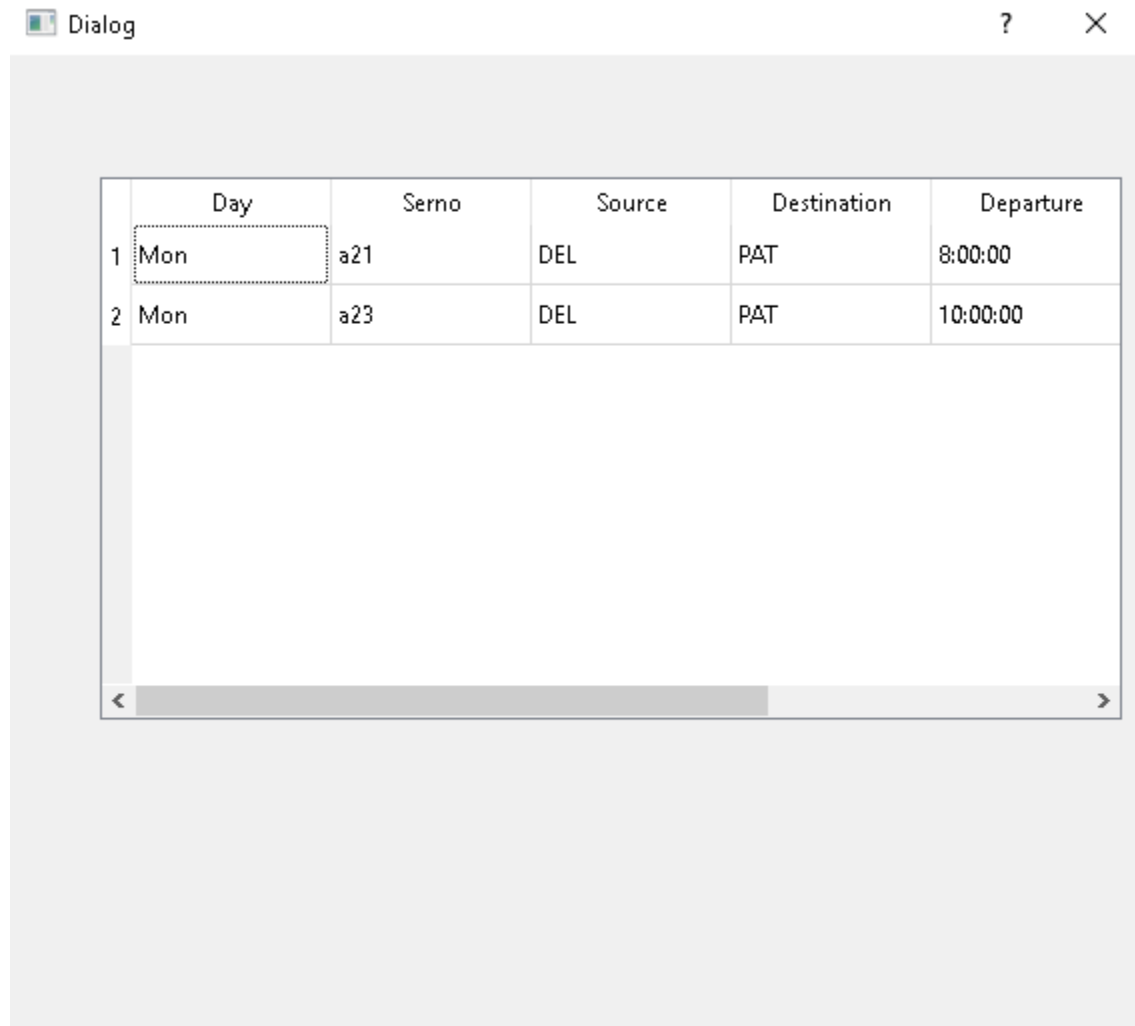 Dialog ?
Day Serno Source Destination Departure
1 Mon a21 DEL PAT 8:00:00
2 Mon a23 DEL PAT 10:00:00